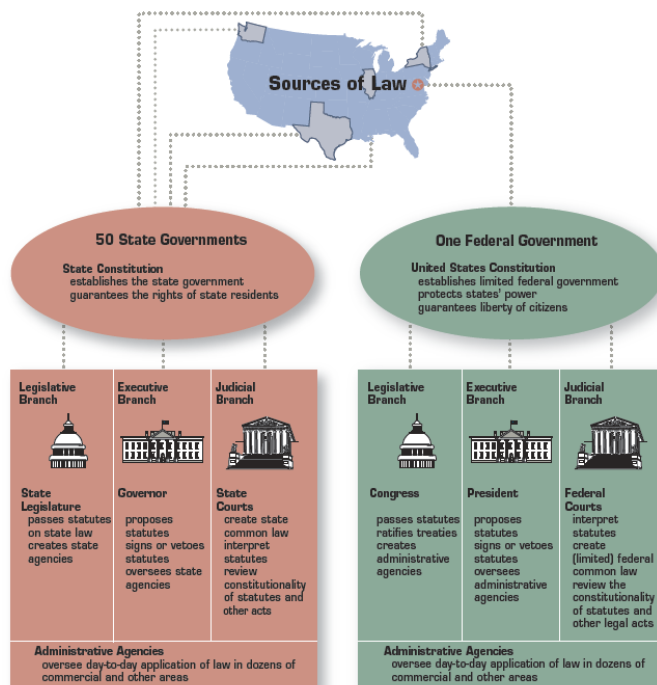 Sources of Law
50 State Governments
State Constitution
establishes the state government
guarantees the rights of state residents
One Federal Government
United States Constitution
establishes limited federal government
protects states' power
guarantees liberty of citizens
Legislative
Branch
State
Legislature
passes statutes
on state law
creates state
agencies
Executive
Branch
Governor
proposes
statutes
signs or vetoes
statutes
oversees state
agencies
Judicial
Branch
State
Courts
create state
common law
interpret
statutes
review
constitutionality
of statutes and
other acts
Administrative Agencies
oversee day-to-day application of law in dozens of
commercial and other areas
Legislative
Branch
Congress
passes statutes
ratifies treaties
creates
administrative
agencies
Executive
Branch
President
proposes
statutes
signs or vetoes
statutes
oversees
administrative
agencies
Judicial
Branch
Federal
Courts
interpret
statutes
create
(limited) federal
common law
review the
constitutionality
of statutes and
other legal acts
Administrative Agencies
oversee day-to-day application of law in dozens of
commercial and other areas